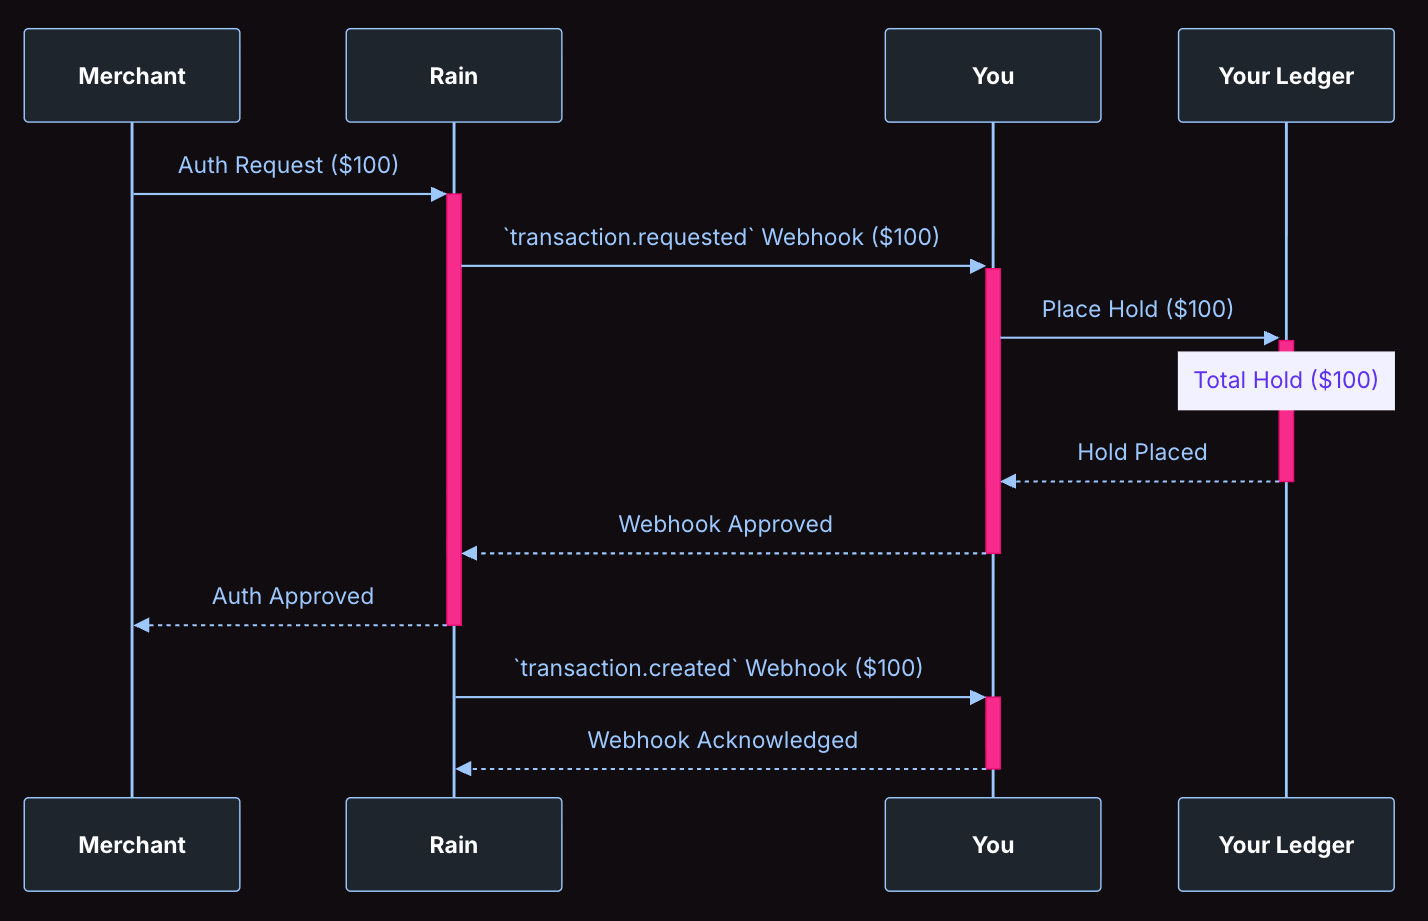 Merchant
Rain
You
Your Ledger
Auth Request ($100)
`transaction.requested` Webhook ($100)
Place Hold ($100)
Total Hold ($100)
Hold Placed
Webhook Approved
Auth Approved
`transaction.created` Webhook ($100)
Webhook Acknowledged
Merchant
Rain
You
Your Ledger